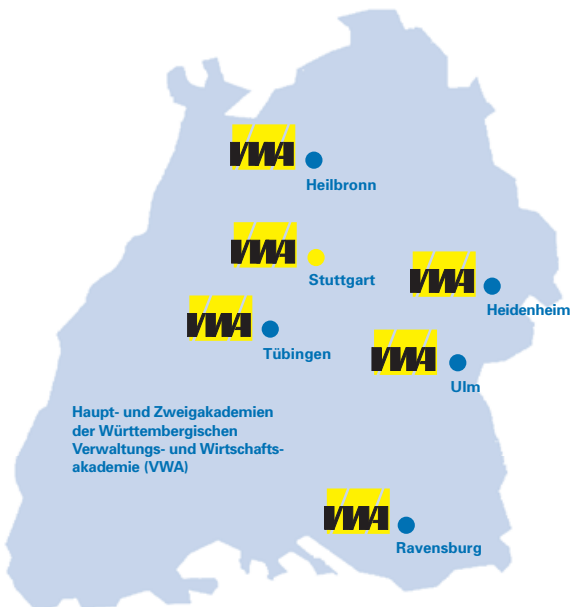 VWA
Heilbronn
VWA
Stuttgart
VWA
Heidenheim
VWA
Tübingen
VWA
Ulm
Haupt- und Zweigakademien
der Württembergischen
Verwaltungs- und Wirtschafts-
akademie (VWA)
VWA
Ravensburg